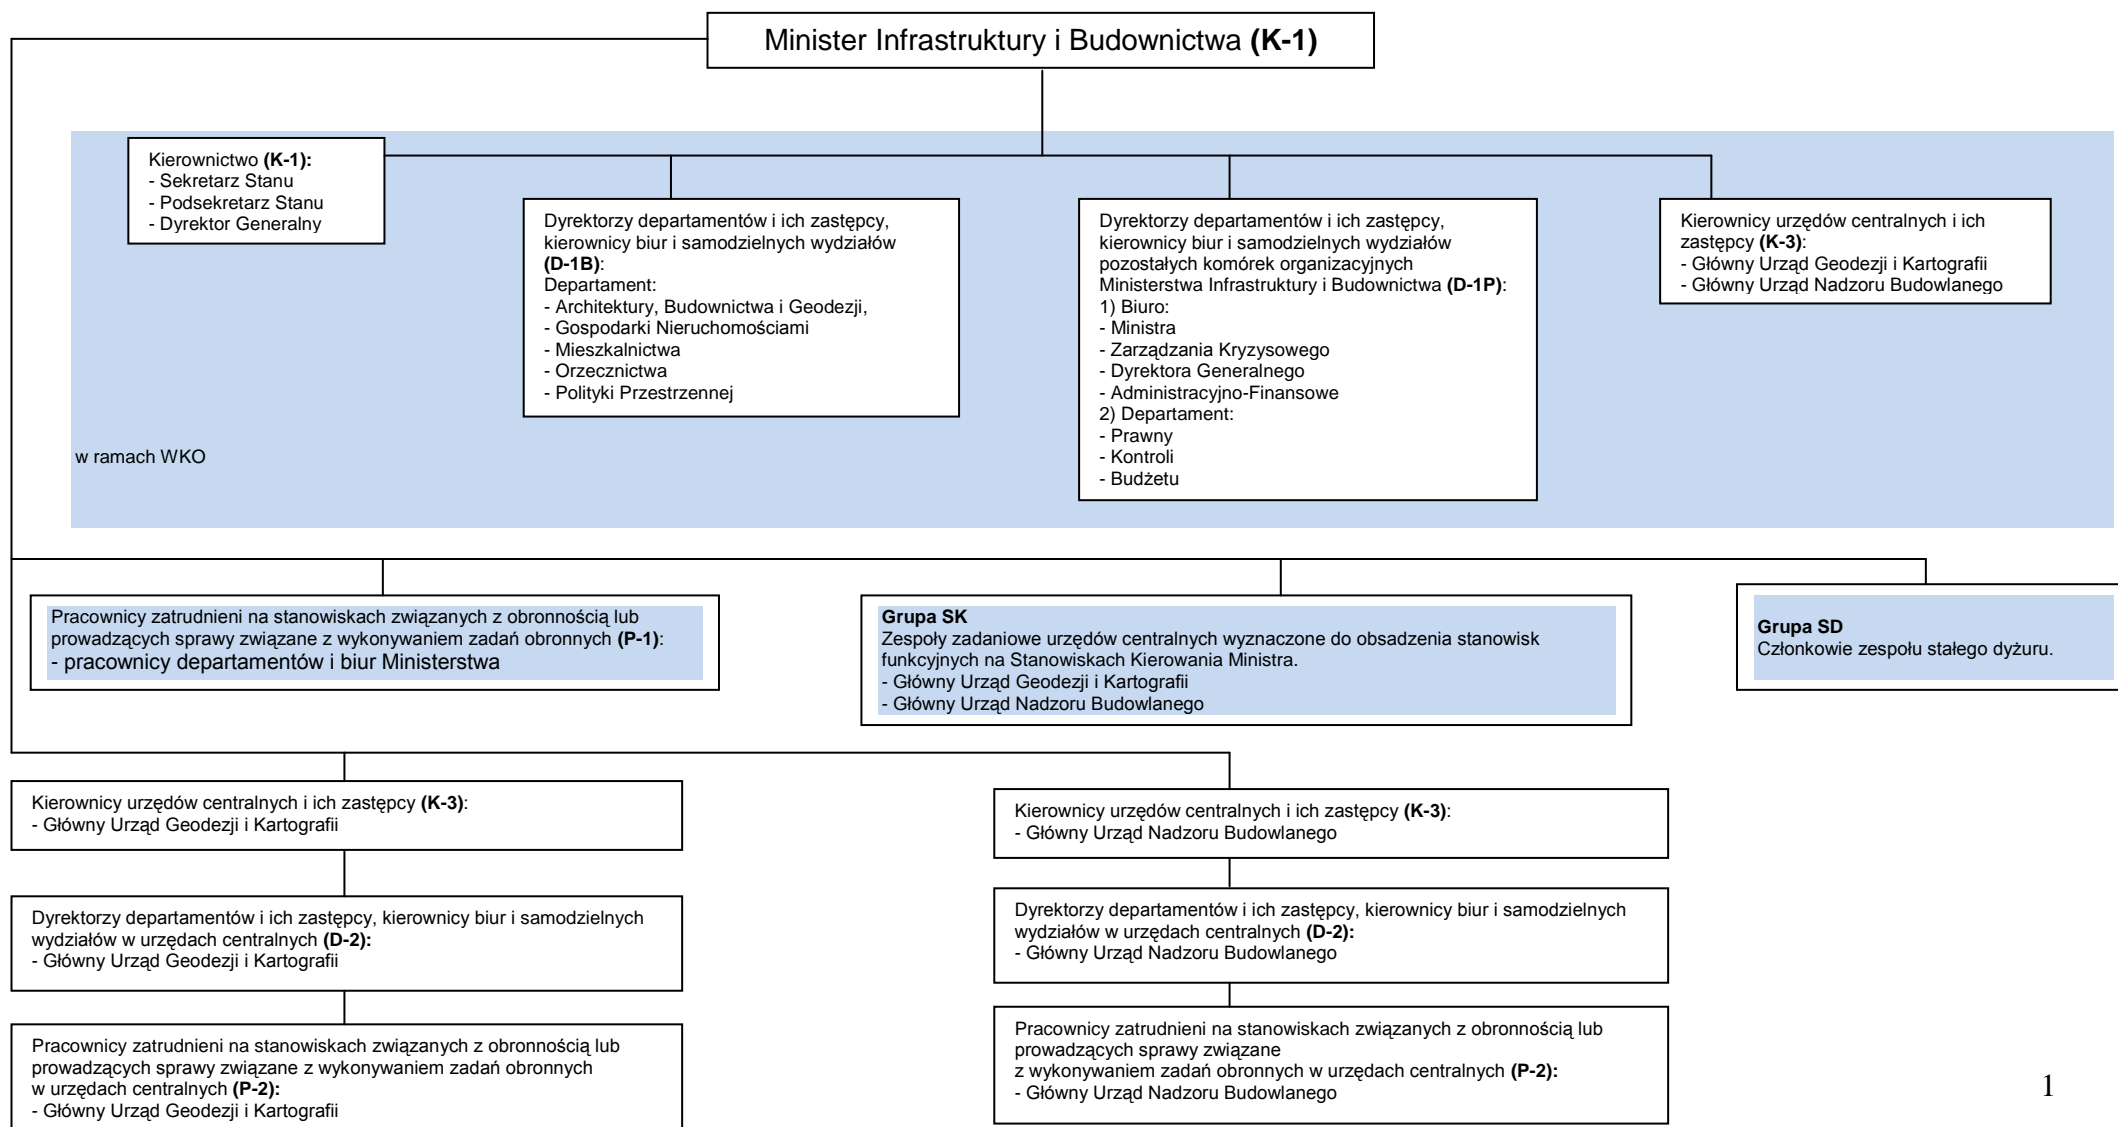 Minister Infrastruktury i Budownictwa (K-1)
Kierownictwo (K-1):
- Sekretarz Stanu
- Podsekretarz Stanu
- Dyrektor Generalny
Dyrektorzy departamentów i ich zastępcy,
kierownicy biur i samodzielnych wydziałów
(D-1B):
Departament:
- Architektury, Budownictwa i Geodezji,
- Gospodarki Nieruchomościami
- Mieszkalnictwa
- Orzecznictwa
- Polityki Przestrzennej
Dyrektorzy departamentów i ich zastępcy,
kierownicy biur i samodzielnych wydziałów
pozostałych komórek organizacyjnych
Ministerstwa Infrastruktury i Budownictwa (D-1P):
1) Biuro:
- Ministra
- Zarządzania Kryzysowego
- Dyrektora Generalnego
- Administracyjno-Finansowe
2) Departament:
- Prawny
- Kontroli
- Budżetu
Kierownicy urzędów centralnych i ich
zastępcy (K-3):
- Główny Urząd Geodezji i Kartografii
- Główny Urząd Nadzoru Budowlanego
w ramach WKO
Pracownicy zatrudnieni na stanowiskach związanych z obronnością lub
prowadzących sprawy związane z wykonywaniem zadań obronnych (P-1):
- pracownicy departamentów i biur Ministerstwa
Grupa SK
Zespoły zadaniowe urzędów centralnych wyznaczone do obsadzenia stanowisk
funkcyjnych na Stanowiskach Kierowania Ministra.
- Główny Urząd Geodezji i Kartografii
- Główny Urząd Nadzoru Budowlanego
Grupa SD
Członkowie zespołu stałego dyżuru.
Kierownicy urzędów centralnych i ich zastępcy (K-3):
- Główny Urząd Geodezji i Kartografii
Dyrektorzy departamentów i ich zastępcy, kierownicy biur i samodzielnych
wydziałów w urzędach centralnych (D-2):
- Główny Urząd Geodezji i Kartografii
Pracownicy zatrudnieni na stanowiskach związanych z obronnością lub
prowadzących sprawy związane z wykonywaniem zadań obronnych
w urzędach centralnych (P-2):
- Główny Urząd Geodezji i Kartografii
Kierownicy urzędów centralnych i ich zastępcy (K-3):
- Główny Urząd Nadzoru Budowlanego
Dyrektorzy departamentów i ich zastępcy, kierownicy biur i samodzielnych
wydziałów w urzędach centralnych (D-2):
- Główny Urząd Nadzoru Budowlanego
Pracownicy zatrudnieni na stanowiskach związanych z obronnością lub
prowadzących sprawy związane
z wykonywaniem zadań obronnych w urzędach centralnych (P-2):
- Główny Urząd Nadzoru Budowlanego
1